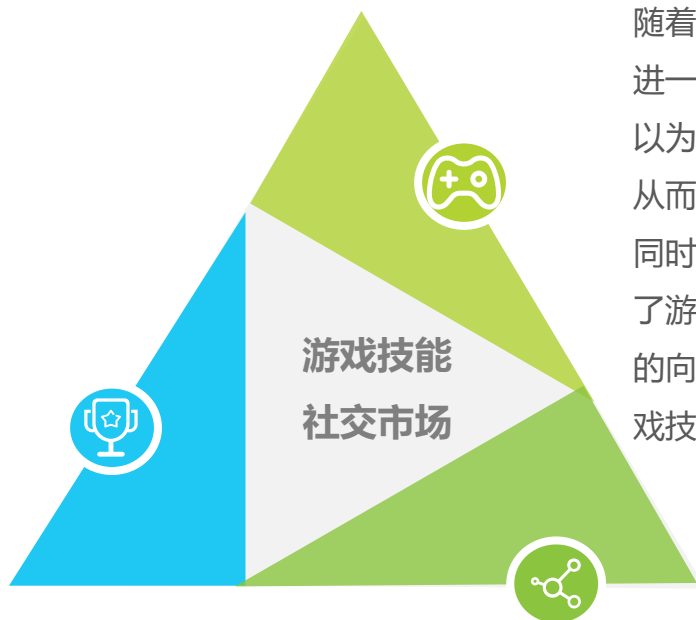 游戏技能
社交市场
随着
进一
以为
从而
同时
了游
的向
戏技